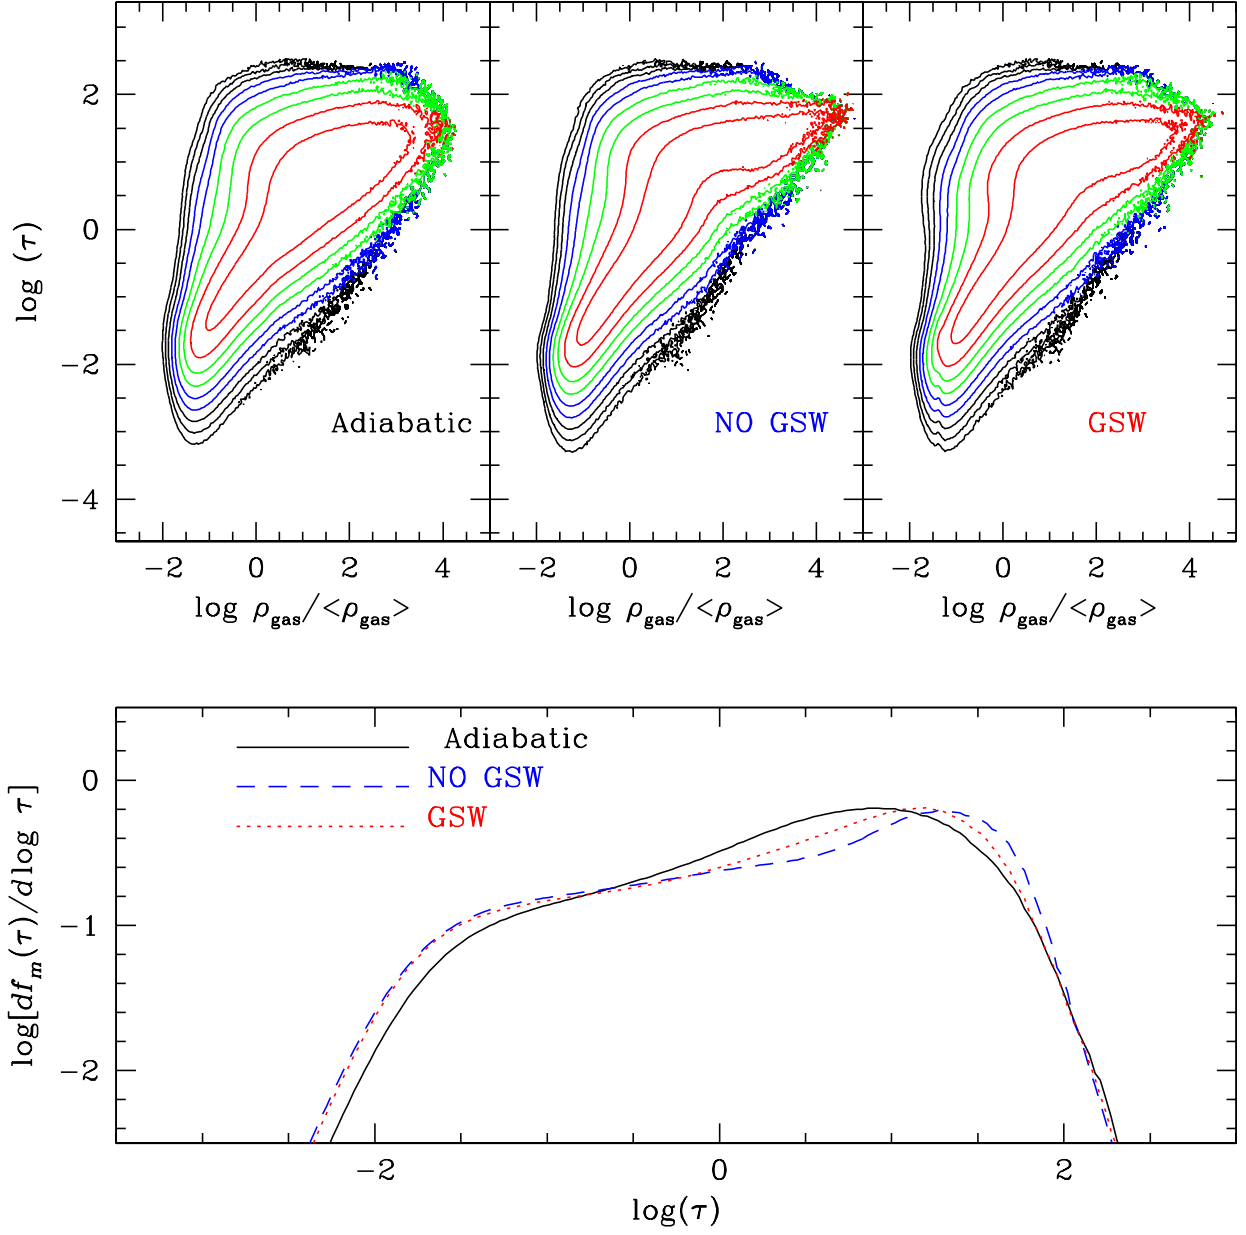 2
0
−2
−4
log (τ)
Adiabatic
NO GSW
GSW
−2 0 2 4 −2 0 2 4 −2 0 2 4
log ρgas/<ρgas> log ρgas/<ρgas> log ρgas/<ρgas>
Adiabatic
NO GSW
GSW
0
−1
−2
log[dfm(τ)/dlog τ]
−2 0 2
log(τ)